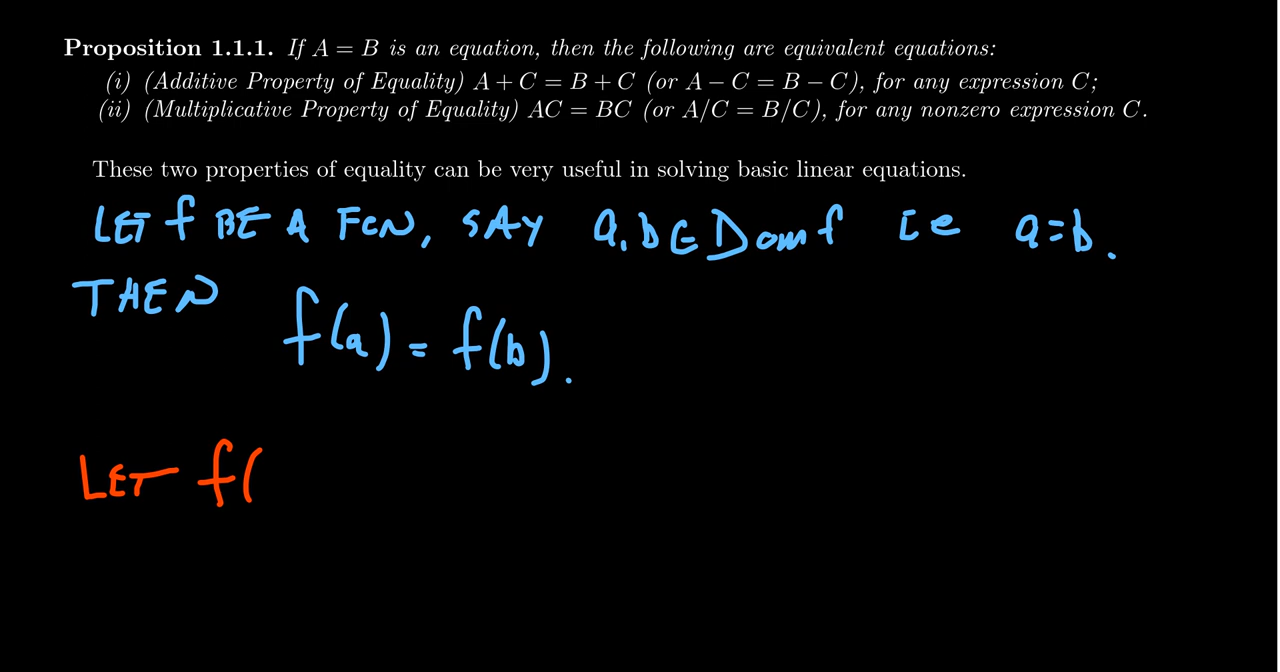 Proposition 1.1.1. If A = B is an equation, then the following are equivalent equations:
(i) (Additive Property of Equality) A + C = B + C (or A − C = B − C), for any expression C;
(ii) (Multiplicative Property of Equality) AC = BC (or A/C = B/C), for any nonzero expression C.
These two properties of equality can be very useful in solving basic linear equations.
LET f BE A FCN, SAY a, b ∈ Dom f ie a = b.
THEN f(a) = f(b).
LET f(